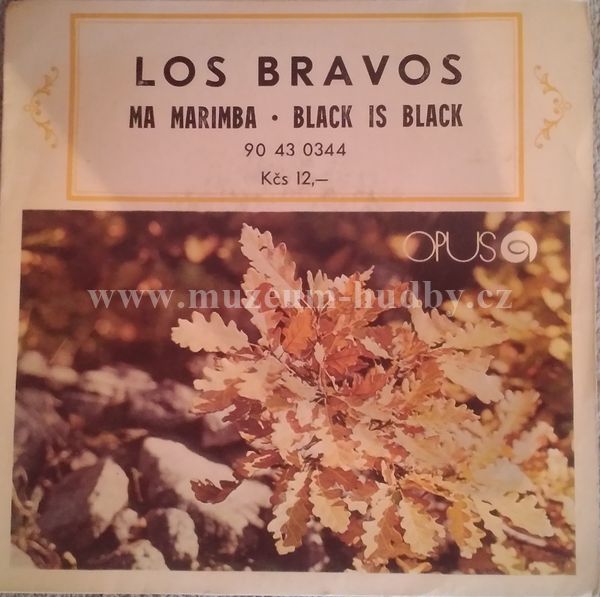 LOS BRAVOS
MA MARIMBA • BLACK IS BLACK
90 43 0344
Kčs 12,—
OPUS
www.muzeum-hudby.cz